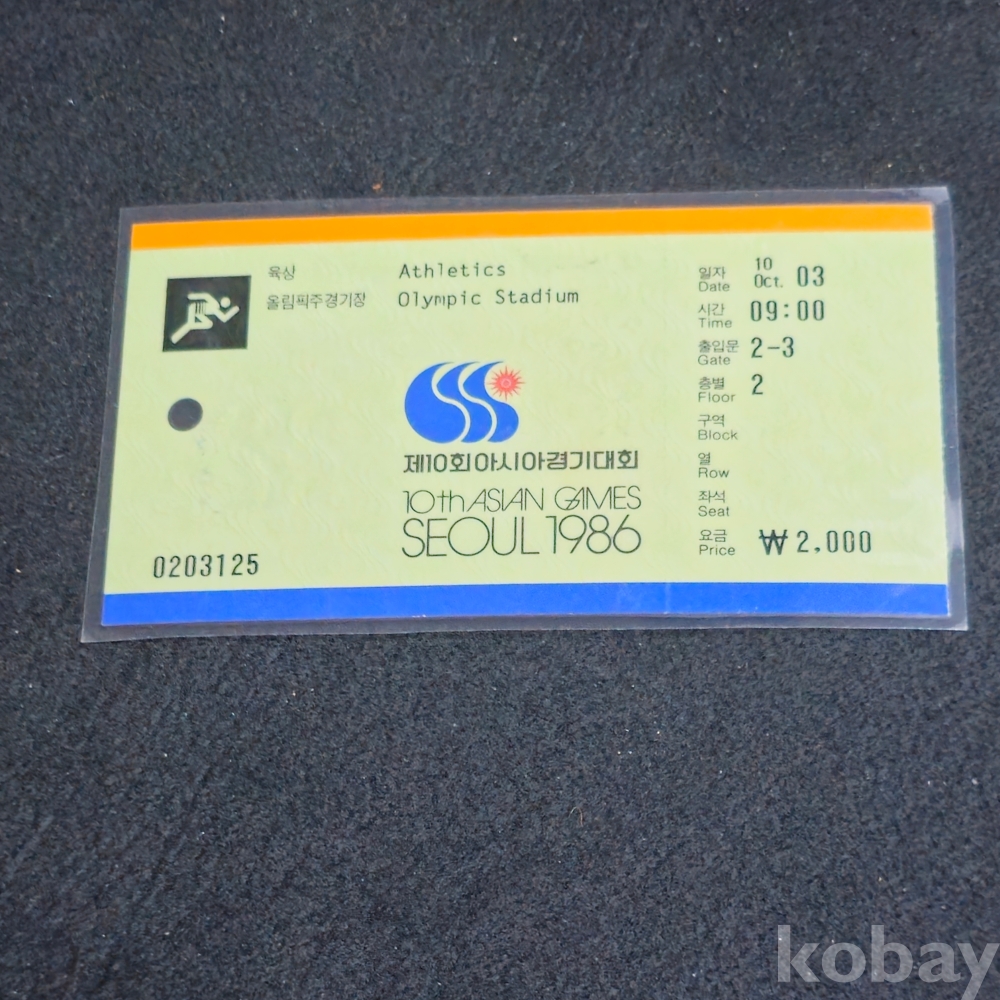 육상 Athletics
올림픽주경기장 Olympic Stadium
제10회아시아경기대회
10th ASIAN GAMES
SEOUL 1986
0203125
일자 10
Date Oct. 03
시간
Time 09:00
출입문
Gate 2-3
층별
Floor 2
구역
Block
열
Row
좌석
Seat
요금
Price ₩ 2,000
kobay